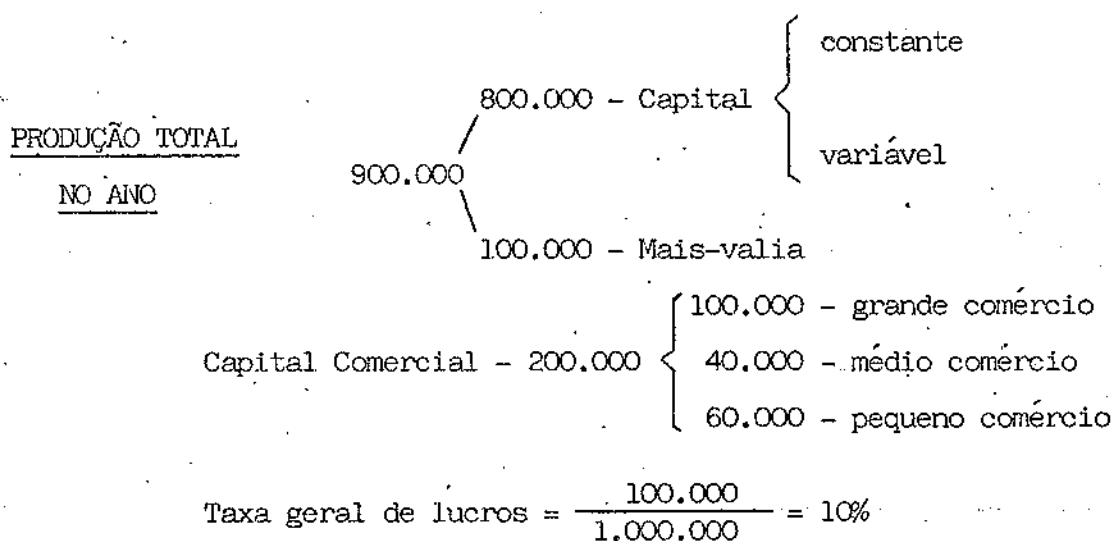 constante
800.000 - Capital
PRODUÇÃO TOTAL
variável
900.000
NO ANO
100.000 - Mais-valia
100.000 - grande comércio
Capital Comercial - 200.000
40.000 - médio comércio
60.000 - pequeno comércio
Taxa geral de lucros = 100.000 / 1.000.000 = 10%